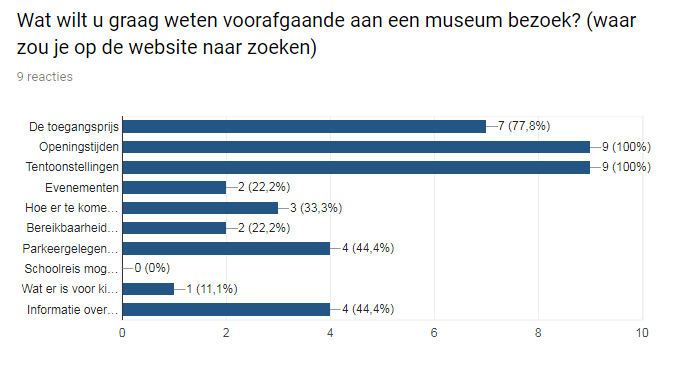 Wat wilt u graag weten voorafgaande aan een museum bezoek? (waar
zou je op de website naar zoeken)
9 reacties
De toegangsprijs 7 (77,8%)
Openingstijden 9 (100%)
Tentoonstellingen 9 (100%)
Evenementen 2 (22,2%)
Hoe er te kome… 3 (33,3%)
Bereikbaarheid… 2 (22,2%)
Parkeergelegen… 4 (44,4%)
Schoolreis mog… 0 (0%)
Wat er is voor ki… 1 (11,1%)
Informatie over… 4 (44,4%)
0 2 4 6 8 10